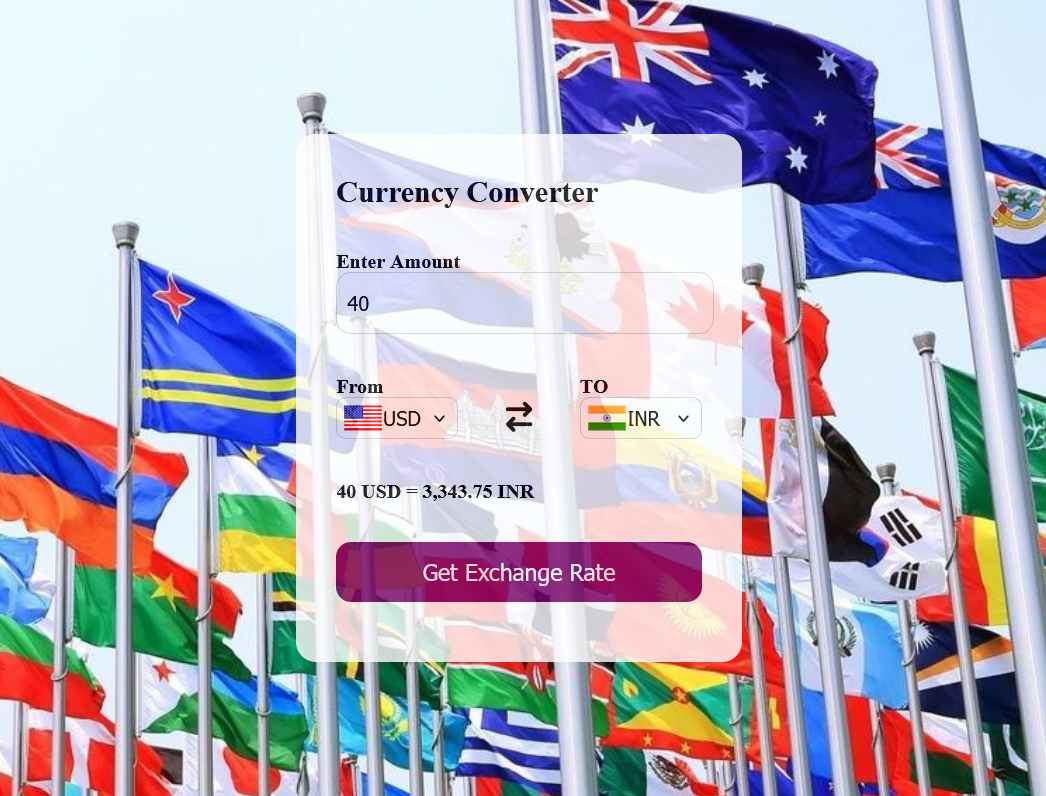 Currency Converter
Enter Amount
40
From
TO
USD
INR
40 USD = 3,343.75 INR
Get Exchange Rate